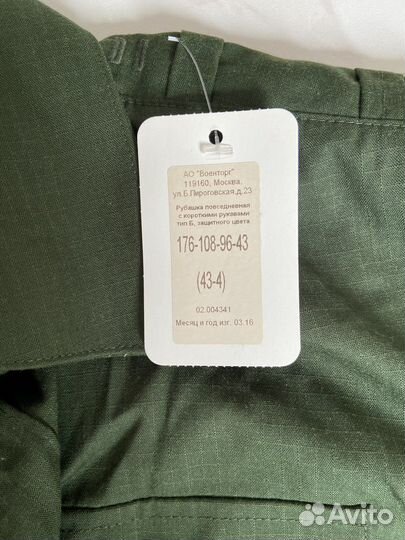 АО "Военторг"
119160, Москва,
ул.Б.Пироговская,д.23
Рубашка повседневная
с короткими рукавами
тип Б, защитного цвета
176-108-96-43
(43-4)
02.004341
Месяц и год изг. 03.16
Avito